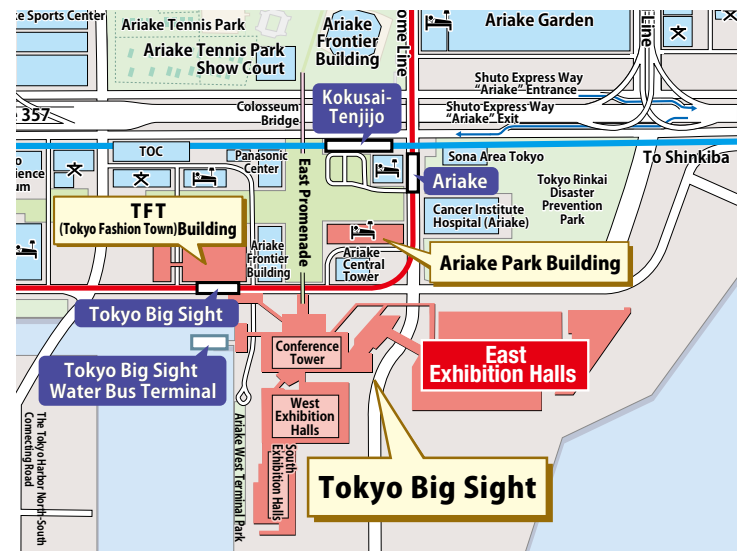 e Sports Center
Ariake Tennis Park
Ariake Tennis Park
Show Court
Ariake
Frontier
Building
ome Line
Ariake Garden
Line
Shuto Express Way
“Ariake” Entrance
Shuto Express Way
“Ariake” Exit
357
Colosseum
Bridge
Kokusai-
Tenjijo
TOC
Panasonic
Center
East Promenade
Ariake
Sona Area Tokyo
To Shinkiba
Tokyo Rinkai
Disaster
Prevention
Park
Cancer Institute
Hospital (Ariake)
o
ience
um
TFT
(Tokyo Fashion Town)Building
Ariake
Frontier
Building
Ariake
Central
Tower
Ariake Park Building
Tokyo Big Sight
Tokyo Big Sight
Water Bus Terminal
Conference
Tower
East
Exhibition Halls
West
Exhibition
Halls
South
Exhibition Halls
Ariake West Terminal Park
The Tokyo Harbor North-South
Connecting Road
Tokyo Big Sight